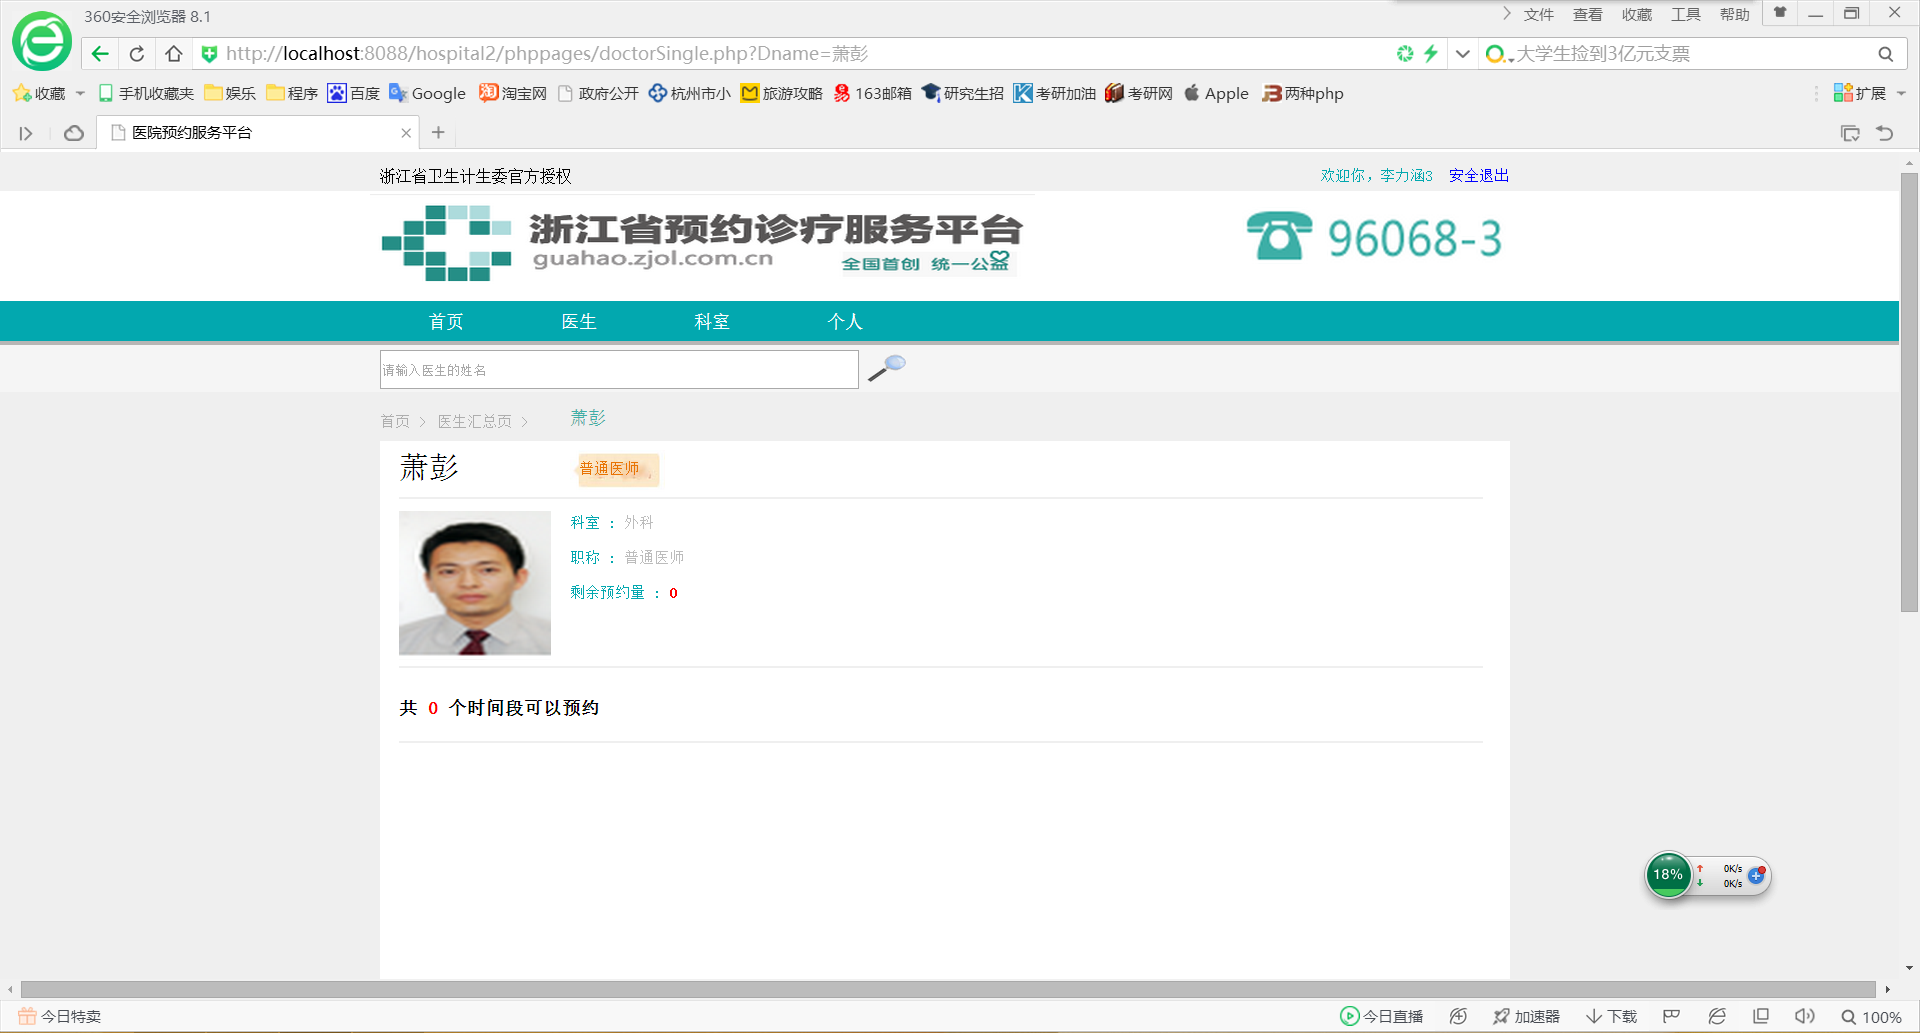 360安全浏览器 8.1
文件 查看 收藏 工具 帮助
http://localhost:8088/hospital2/phppages/doctorSingle.php?Dname=萧彭
大学生捡到3亿元支票
收藏 手机收藏夹 娱乐 程序 百度 Google 淘宝网 政府公开 杭州市小 旅游攻略 163邮箱 研究生招 考研加油 考研网 Apple 两种php 扩展
医院预约服务平台
浙江省卫生计生委官方授权 欢迎你，李力涵3 安全退出
浙江省预约诊疗服务平台
guahao.zjol.com.cn 全国首创 统一公益
96068-3
首页 医生 科室 个人
请输入医生的姓名
首页 > 医生汇总页 > 萧彭
萧彭 普通医师
科室 ： 外科
职称 ： 普通医师
剩余预约量 ： 0
共 0 个时间段可以预约
18% 0K/s
0K/s
今日特卖 今日直播 加速器 下载 100%